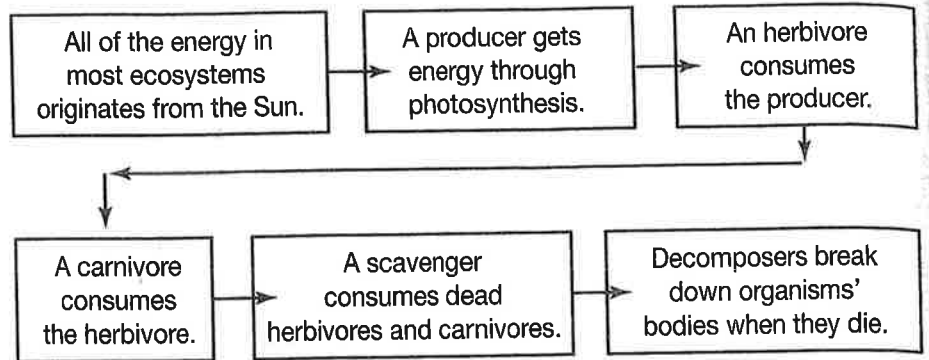 All of the energy in
most ecosystems
originates from the Sun.
A producer gets
energy through
photosynthesis.
An herbivore
consumes
the producer.
A carnivore
consumes
the herbivore.
A scavenger
consumes dead
herbivores and carnivores.
Decomposers break
down organisms’
bodies when they die.